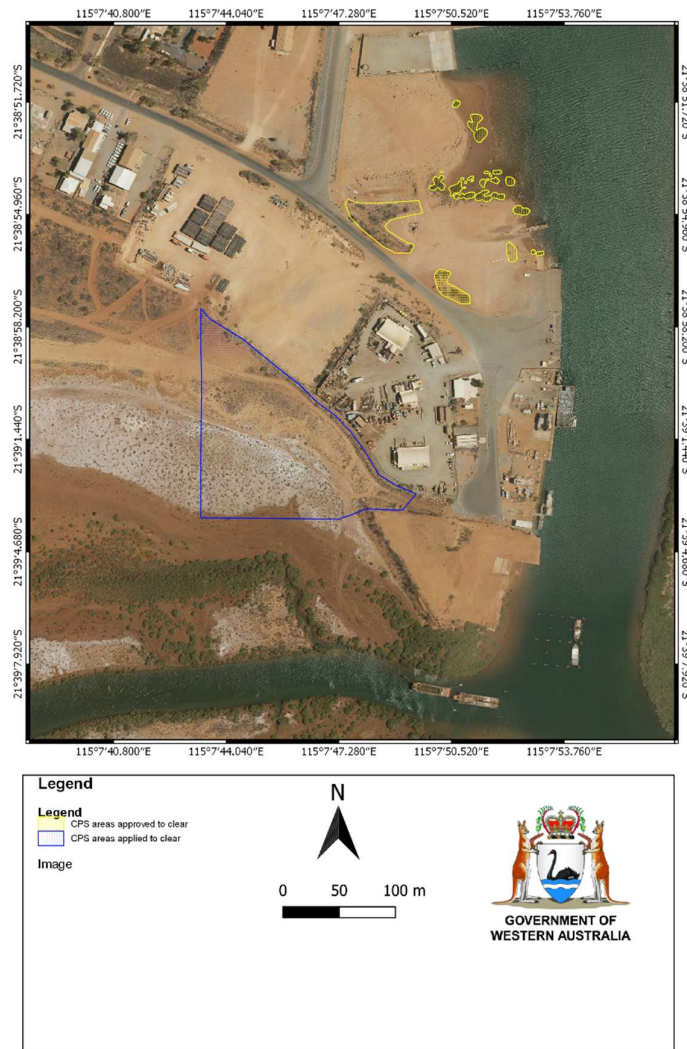 115°7'40.800"E 115°7'44.040"E 115°7'47.280"E 115°7'50.520"E 115°7'53.760"E
21°38'51.720"S
21°38'54.960"S
21°38'58.200"S
21°39'1.440"S
21°39'4.680"S
21°39'7.920"S
115°7'40.800"E 115°7'44.040"E 115°7'47.280"E 115°7'50.520"E 115°7'53.760"E
Legend
Legend
CPS areas approved to clear
CPS areas applied to clear
Image
N
0 50 100 m
GOVERNMENT OF
WESTERN AUSTRALIA